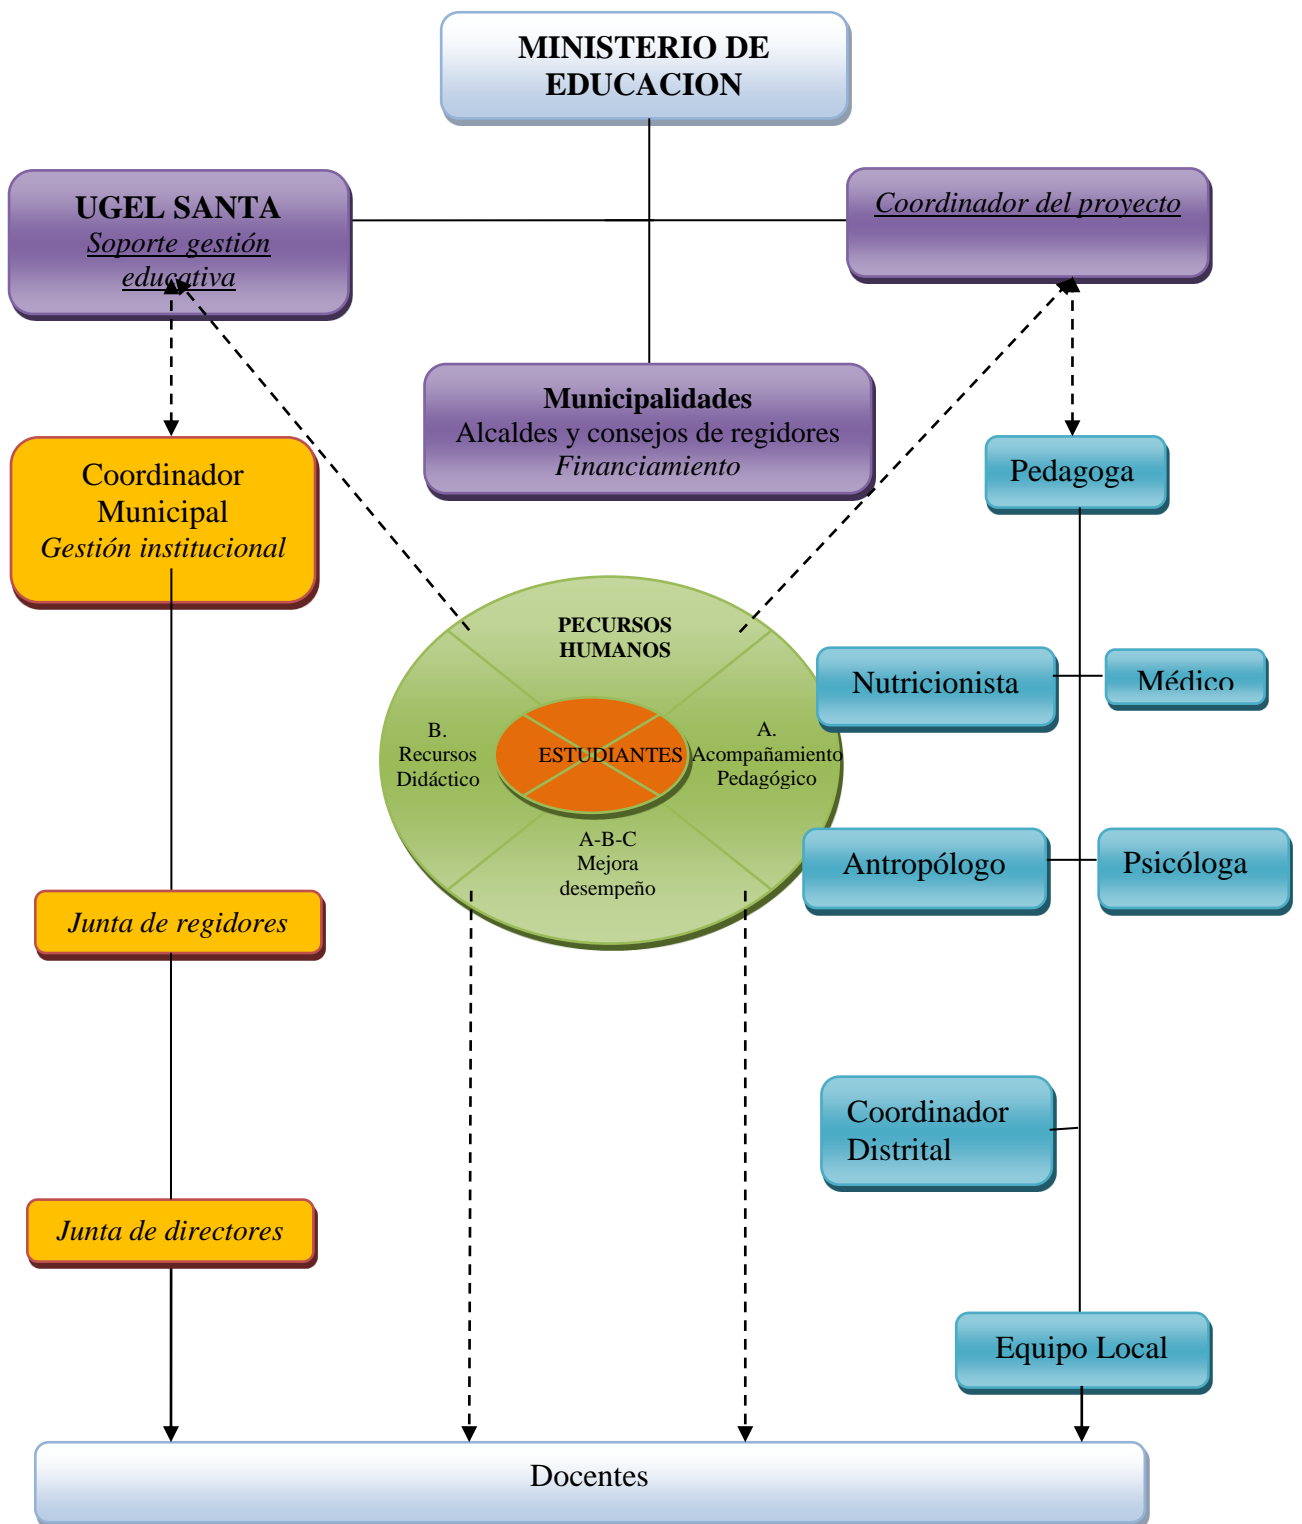 MINISTERIO DE
EDUCACION
UGEL SANTA
Soporte gestión
educativa
Coordinador del proyecto
Municipalidades
Alcaldes y consejos de regidores
Financiamiento
Coordinador
Municipal
Gestión institucional
Pedagoga
PECURSOS
HUMANOS
Nutricionista
Médico
B.
Recursos
Didáctico
ESTUDIANTES
A.
Acompañamiento
Pedagógico
A-B-C
Mejora
desempeño
Antropólogo
Psicóloga
Junta de regidores
Coordinador
Distrital
Junta de directores
Equipo Local
Docentes